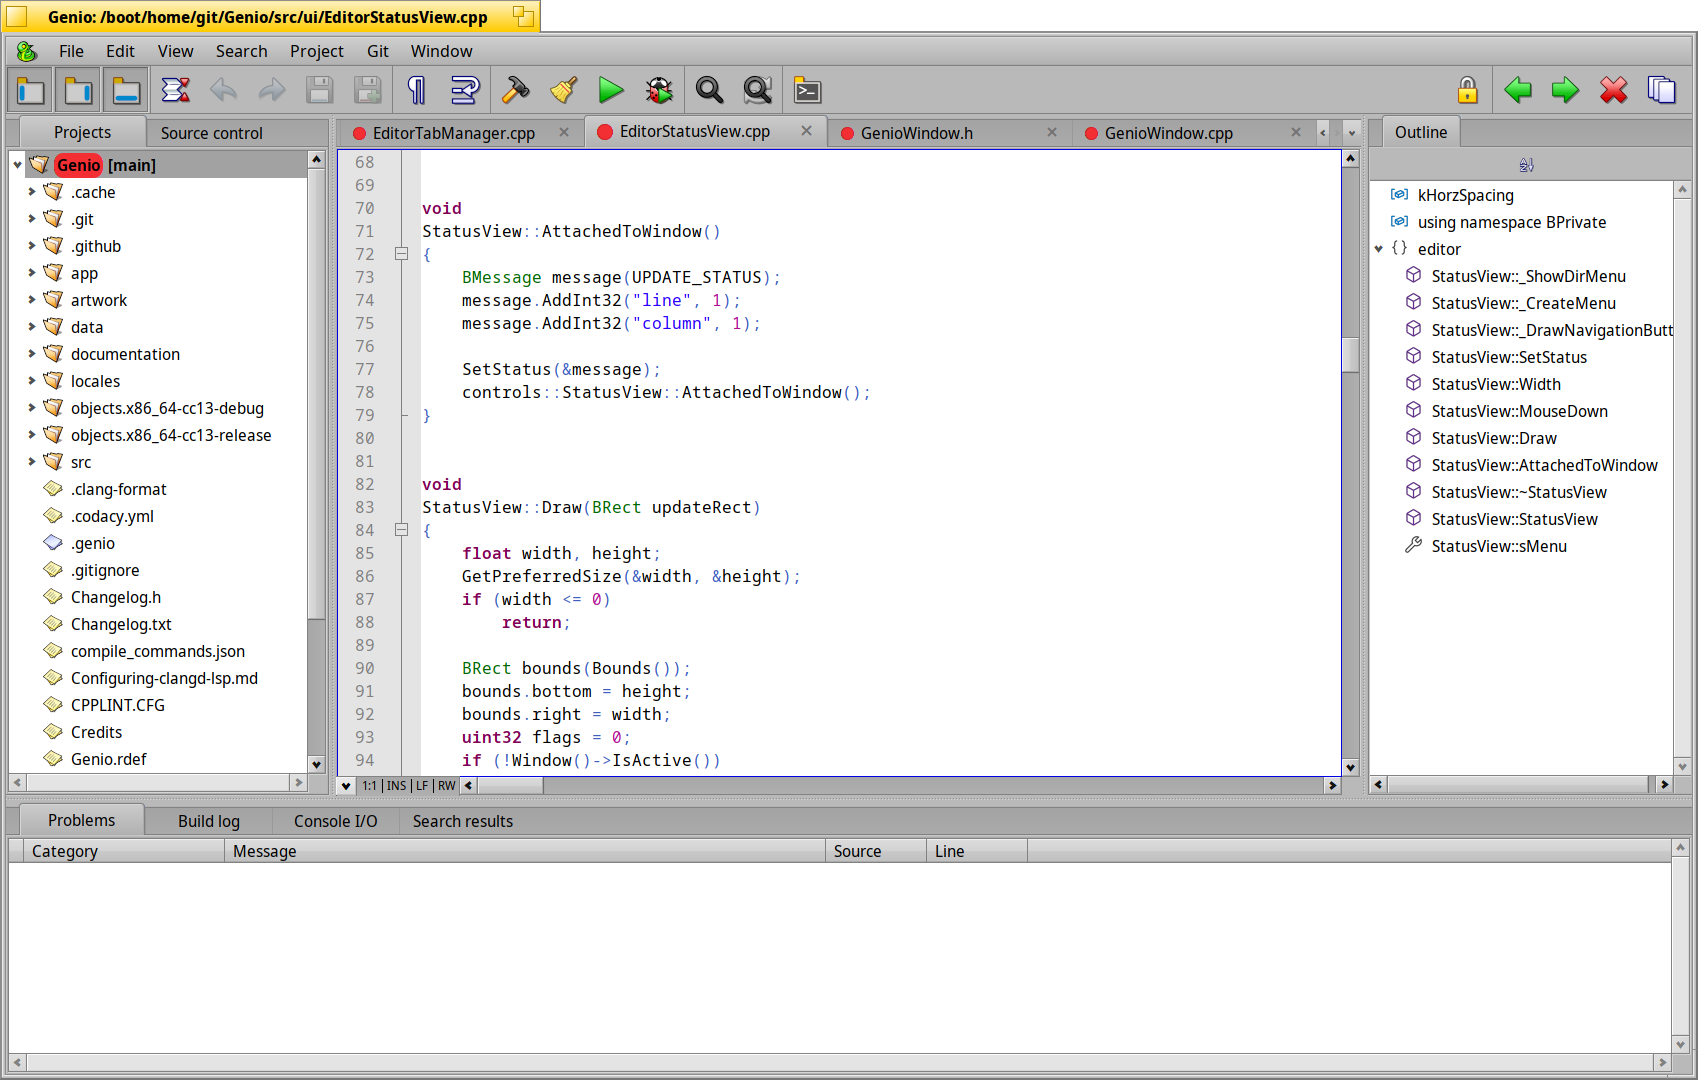 Genio: /boot/home/git/Genio/src/ui/EditorStatusView.cpp
File Edit View Search Project Git Window
Projects
Source control
Genio [main]
.cache
.git
.github
app
artwork
data
documentation
locales
objects.x86_64-cc13-debug
objects.x86_64-cc13-release
src
.clang-format
.codacy.yml
.genio
.gitignore
Changelog.h
Changelog.txt
compile_commands.json
Configuring-clangd-lsp.md
CPPLINT.CFG
Credits
Genio.rdef
EditorTabManager.cpp
EditorStatusView.cpp
GenioWindow.h
GenioWindow.cpp
68
69
70 void
71 StatusView::AttachedToWindow()
72 {
73     BMessage message(UPDATE_STATUS);
74     message.AddInt32("line", 1);
75     message.AddInt32("column", 1);
76
77     SetStatus(&message);
78     controls::StatusView::AttachedToWindow();
79 }
80
81
82 void
83 StatusView::Draw(BRect updateRect)
84 {
85     float width, height;
86     GetPreferredSize(&width, &height);
87     if (width <= 0)
88         return;
89
90     BRect bounds(Bounds());
91     bounds.bottom = height;
92     bounds.right = width;
93     uint32 flags = 0;
94     if (!Window()->IsActive())
1:1 | INS | LF | RW
Outline
kHorzSpacing
using namespace BPrivate
{} editor
StatusView::_ShowDirMenu
StatusView::_CreateMenu
StatusView::_DrawNavigationButt
StatusView::SetStatus
StatusView::Width
StatusView::MouseDown
StatusView::Draw
StatusView::AttachedToWindow
StatusView::~StatusView
StatusView::StatusView
StatusView::sMenu
Problems
Build log
Console I/O
Search results
Category Message Source Line